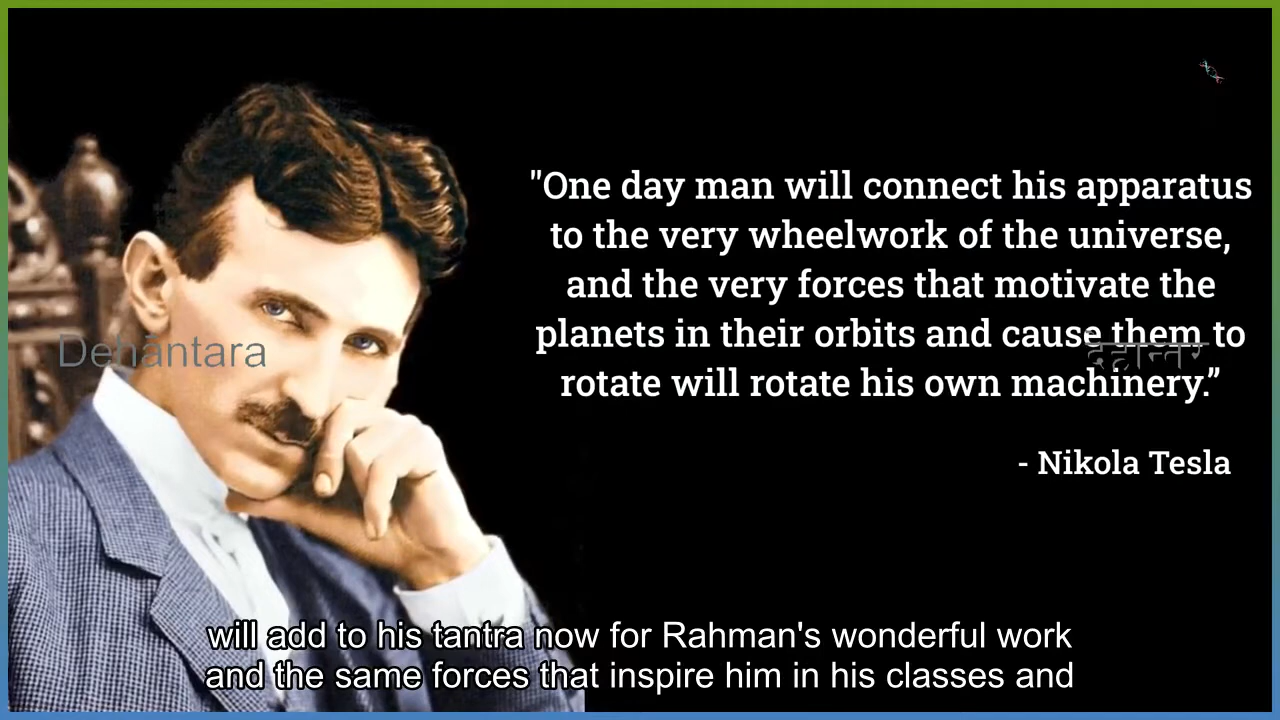 "One day man will connect his apparatus
to the very wheelwork of the universe,
and the very forces that motivate the
planets in their orbits and cause them to
rotate will rotate his own machinery.”
- Nikola Tesla
Dehāntara
देहान्तर
will add to his tantra now for Rahman's wonderful work
and the same forces that inspire him in his classes and